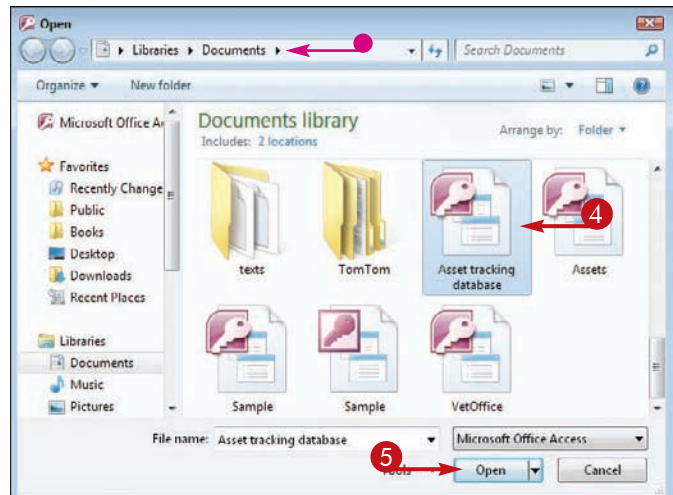 Open
Libraries ▸ Documents ▸
Search Documents
Organize ▼ New folder
Microsoft Office A
Favorites
Recently Change
Public
Books
Desktop
Downloads
Recent Places
Libraries
Documents
Music
Pictures
Documents library
Includes: 2 locations
Arrange by: Folder ▼
4
texts
TomTom
Asset tracking
database
Assets
Sample
Sample
VetOffice
File name: Asset tracking database
Microsoft Office Access
5
Open
Cancel